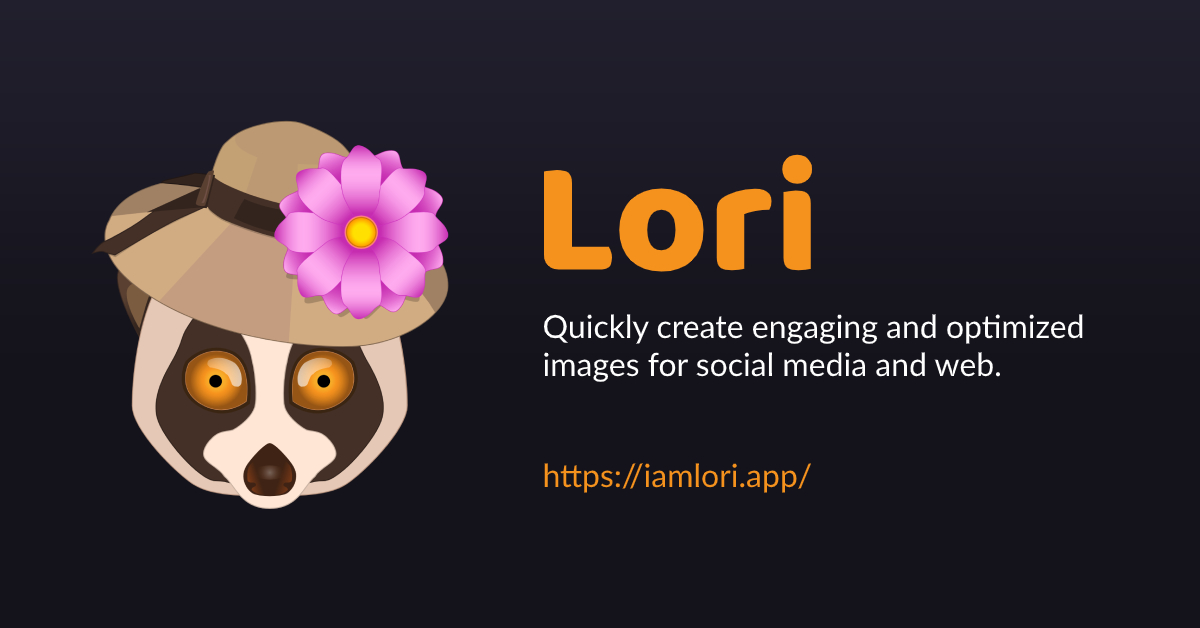 Lori
Quickly create engaging and optimized
images for social media and web.
https://iamlori.app/